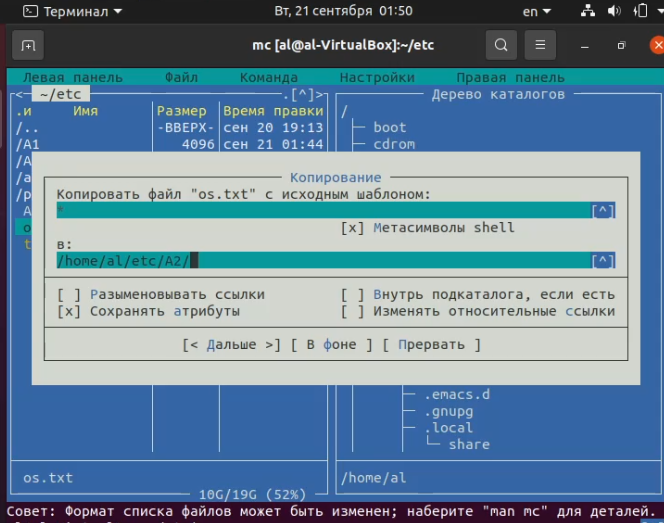 Терминал Вт, 21 сентября 01:50 en
mc [al@al-VirtualBox]:~/etc
Левая панель Файл Команда Настройки Правая панель
<— ~/etc .[^]> Дерево каталогов
.и Имя Размер Время правки /
/.. -ВВЕРХ- сен 20 19:13 boot
/A1 4096 сен 21 01:44 cdrom
/A
/a
/p
A
o
t
Копирование
Копировать файл "os.txt" с исходным шаблоном:
* [^]
[x] Метасимволы shell
в:
/home/al/etc/A2/ [^]
[ ] Разыменовывать ссылки [ ] Внутрь подкаталога, если есть
[x] Сохранять атрибуты [ ] Изменять относительные ссылки
[< Дальше >] [ В фоне ] [ Прервать ]
.emacs.d
.gnupg
.local
share
os.txt /home/al
10G/19G (52%)
Совет: Формат списка файлов может быть изменен; наберите "man mc" для деталей.